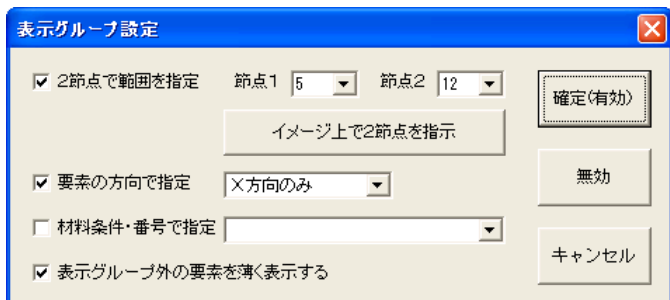 表示グループ設定
2節点で範囲を指定 節点1 5 節点2 12
確定(有効)
イメージ上で2節点を指示
要素の方向で指定 X方向のみ
無効
材料条件・番号で指定
キャンセル
表示グループ外の要素を薄く表示する